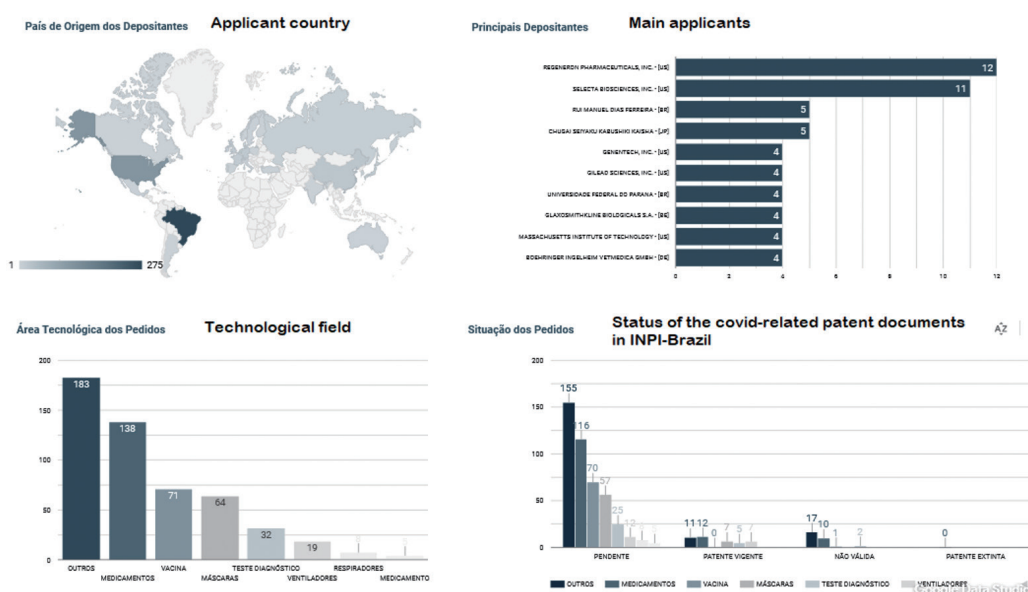 País de Origem dos Depositantes
Applicant country
1
275
Principais Depositantes
Main applicants
REGENERON PHARMACEUTICALS, INC. - [US]
12
SELECTA BIOSCIENCES, INC. - [US]
11
RUI MANUEL DIAS FERREIRA - [BR]
5
CHUGAI SEIYAKU KABUSHIKI KAISHA - [JP]
5
GENENTECH, INC. - [US]
4
GILEAD SCIENCES, INC. - [US]
4
UNIVERSIDADE FEDERAL DO PARANA - [BR]
4
GLAXOSMITHKLINE BIOLOGICALS S.A. - [BE]
4
MASSACHUSETTS INSTITUTE OF TECHNOLOGY - [US]
4
BOEHRINGER INGELHEIM VETMEDICA GMBH - [DE]
4
0 2 4 6 8 10 12
Área Tecnológica dos Pedidos
Technological field
200
150
100
50
0
183
138
71
64
32
19
OUTROS
MEDICAMENTOS
VACINA
MÁSCARAS
TESTE DIAGNÓSTICO
VENTILADORES
RESPIRADORES
MEDICAMENTO
Situação dos Pedidos
Status of the covid-related patent documents
in INPI-Brazil
AZ
200
150
100
50
0
155
116
70
57
25
12
11 12 0 7 5 7
17 10 1 2
0
PENDENTE
PATENTE VIGENTE
NÃO VÁLIDA
PATENTE EXTINTA
OUTROS
MEDICAMENTOS
VACINA
MÁSCARAS
TESTE DIAGNÓSTICO
VENTILADORES
Google Data Studio